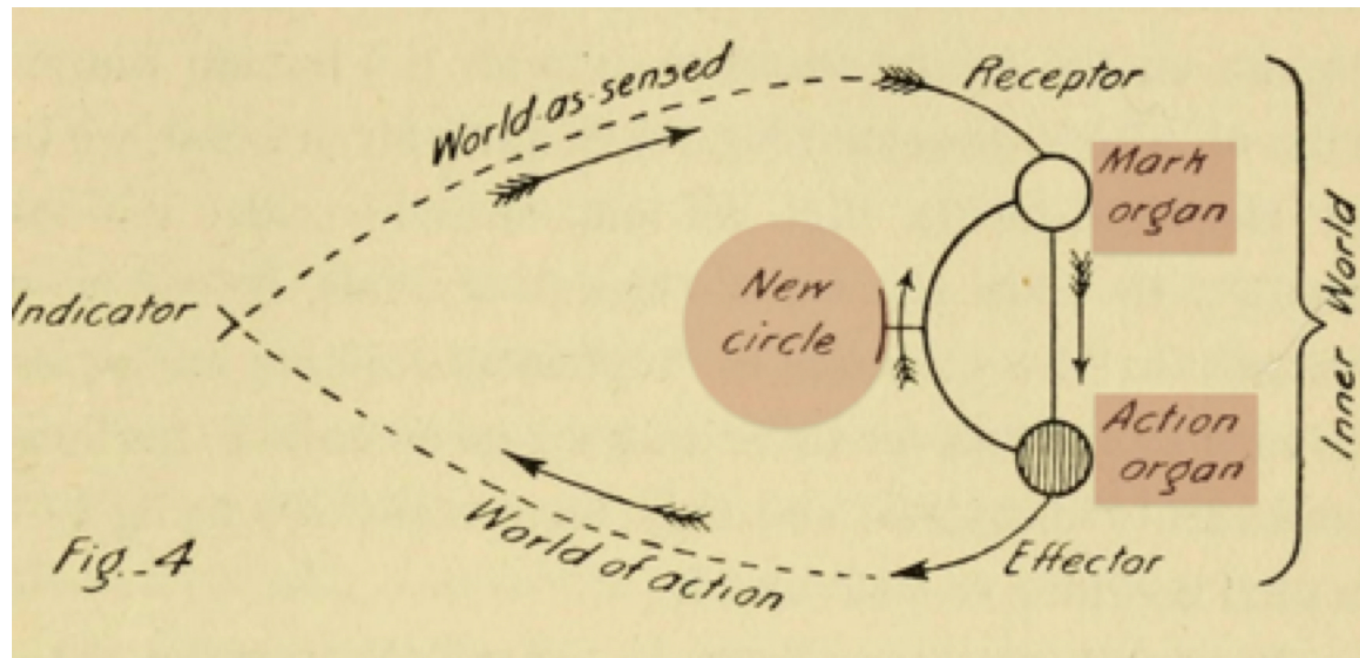 World as sensed
Receptor
Mark
organ
Indicator
New
circle
Inner World
Action
organ
World of action
Effector
Fig. 4